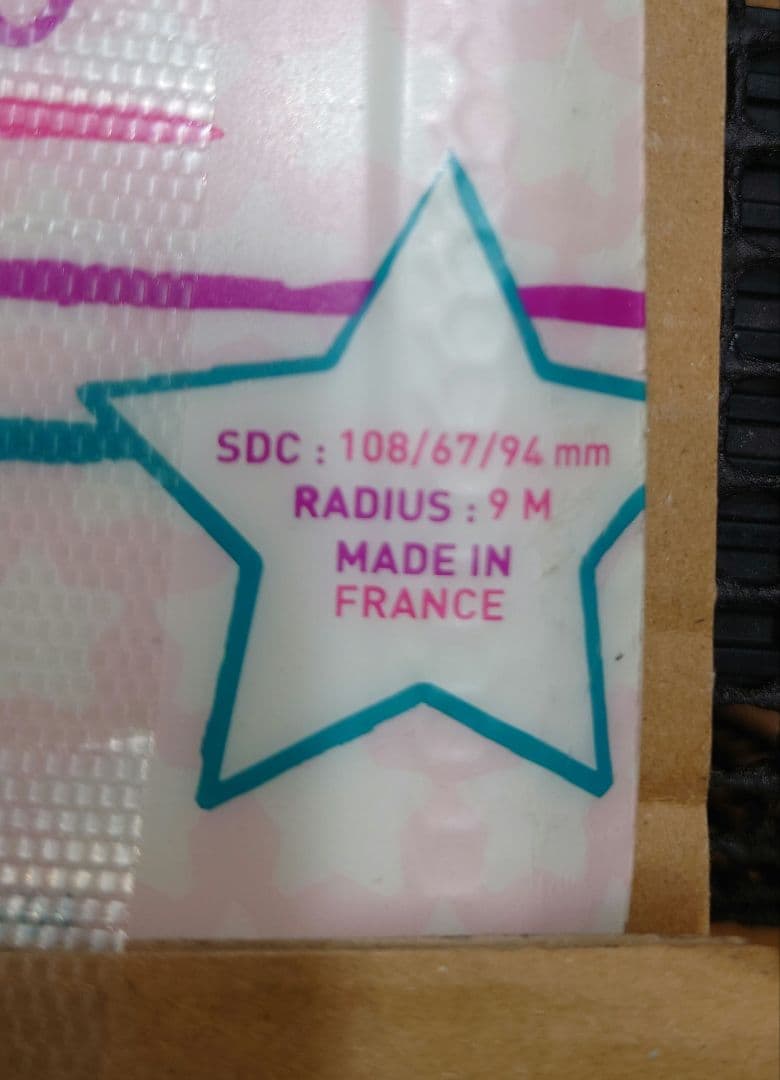 SDC : 108/67/94 mm
RADIUS : 9 M
MADE IN
FRANCE